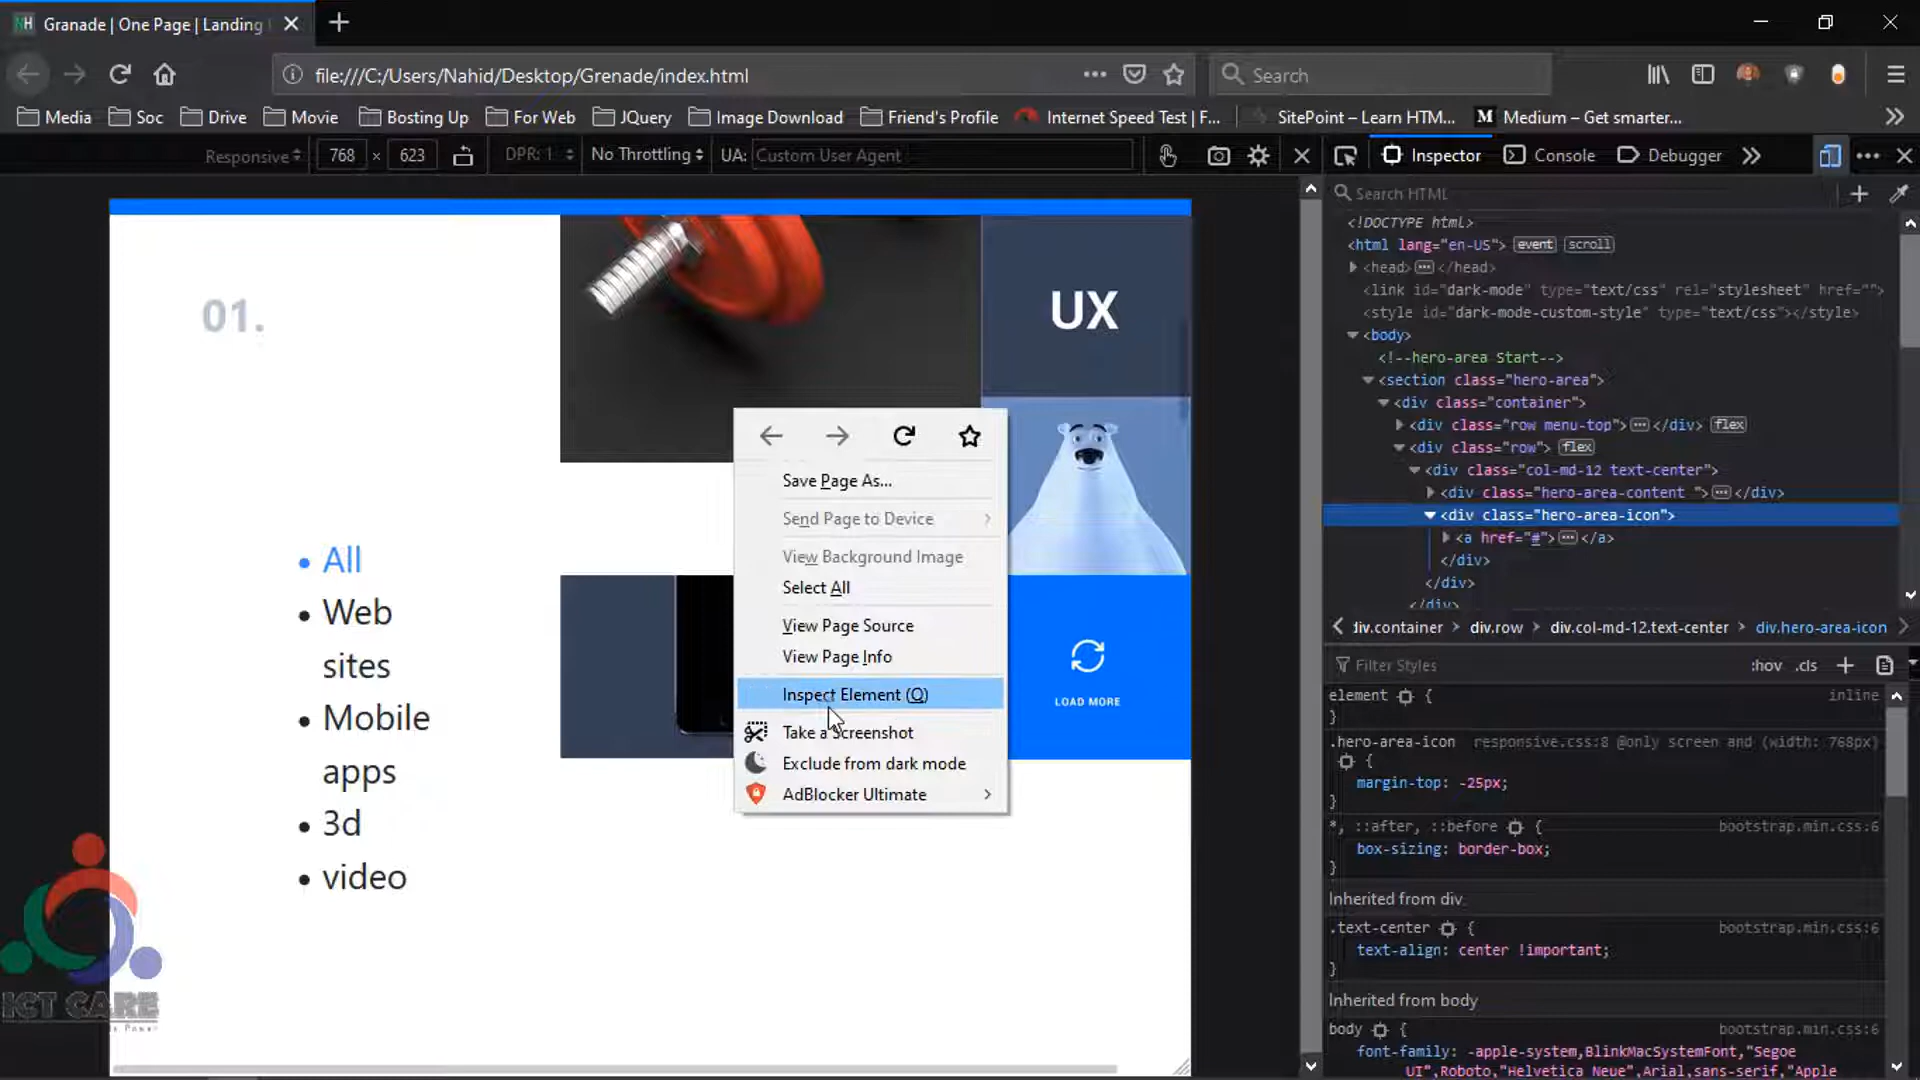 NH Granade | One Page | Landing
file:///C:/Users/Nahid/Desktop/Grenade/index.html
Search
Media Soc Drive Movie Bosting Up For Web JQuery Image Download Friend's Profile Internet Speed Test | F... SitePoint – Learn HTM... M Medium – Get smarter...
Responsive 768 × 623 DPR: 1 No Throttling UA: Custom User Agent
Inspector Console Debugger
01.
UX
All
Web
sites
Mobile
apps
3d
video
LOAD MORE
Save Page As...
Send Page to Device
View Background Image
Select All
View Page Source
View Page Info
Inspect Element (Q)
Take a Screenshot
Exclude from dark mode
AdBlocker Ultimate
ICT CARE
Search HTML
<!DOCTYPE html>
<html lang="en-US"> event scroll
<head> </head>
<link id="dark-mode" type="text/css" rel="stylesheet" href="">
<style id="dark-mode-custom-style" type="text/css"></style>
<body>
<!--hero-area Start-->
<section class="hero-area">
<div class="container">
<div class="row menu-top"> </div> flex
<div class="row"> flex
<div class="col-md-12 text-center">
<div class="hero-area-content "> </div>
<div class="hero-area-icon">
<a href="#"> </a>
</div>
</div>
</div>
div.container > div.row > div.col-md-12.text-center > div.hero-area-icon
Filter Styles :hov .cls +
element { inline
}
.hero-area-icon responsive.css:8 @only screen and (width: 768px)
{
margin-top: -25px;
}
*, ::after, ::before { bootstrap.min.css:6
box-sizing: border-box;
}
Inherited from div
.text-center { bootstrap.min.css:6
text-align: center !important;
}
Inherited from body
body { bootstrap.min.css:6
font-family: -apple-system,BlinkMacSystemFont,"Segoe
UI",Roboto,"Helvetica Neue",Arial,sans-serif,"Apple